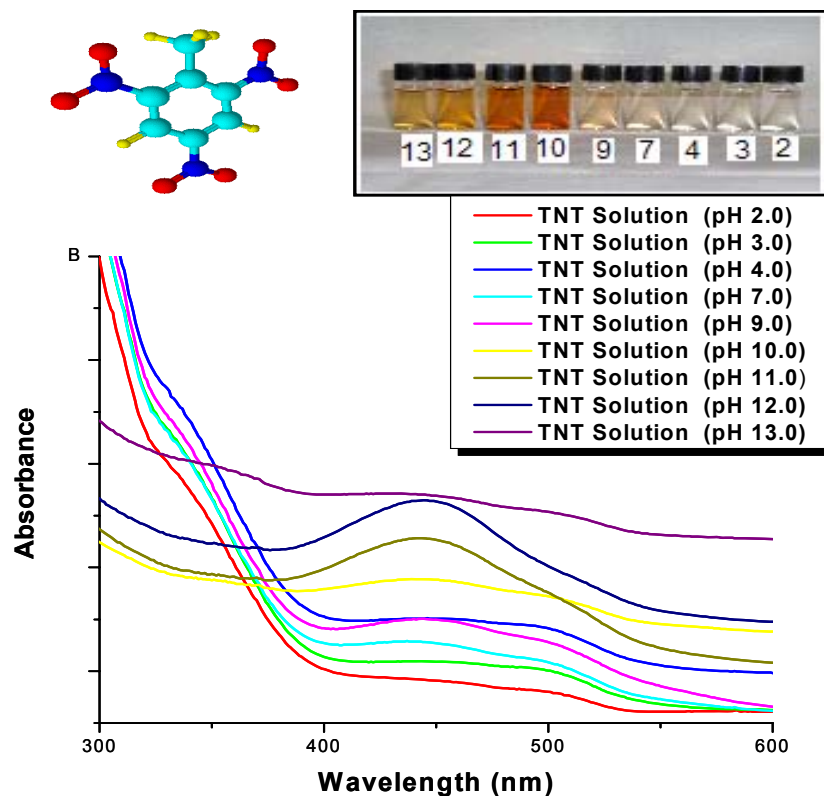 13 12 11 10 9 7 4 3 2
TNT Solution (pH 2.0)
TNT Solution (pH 3.0)
TNT Solution (pH 4.0)
TNT Solution (pH 7.0)
TNT Solution (pH 9.0)
TNT Solution (pH 10.0)
TNT Solution (pH 11.0)
TNT Solution (pH 12.0)
TNT Solution (pH 13.0)
B
Absorbance
300 400 500 600
Wavelength (nm)